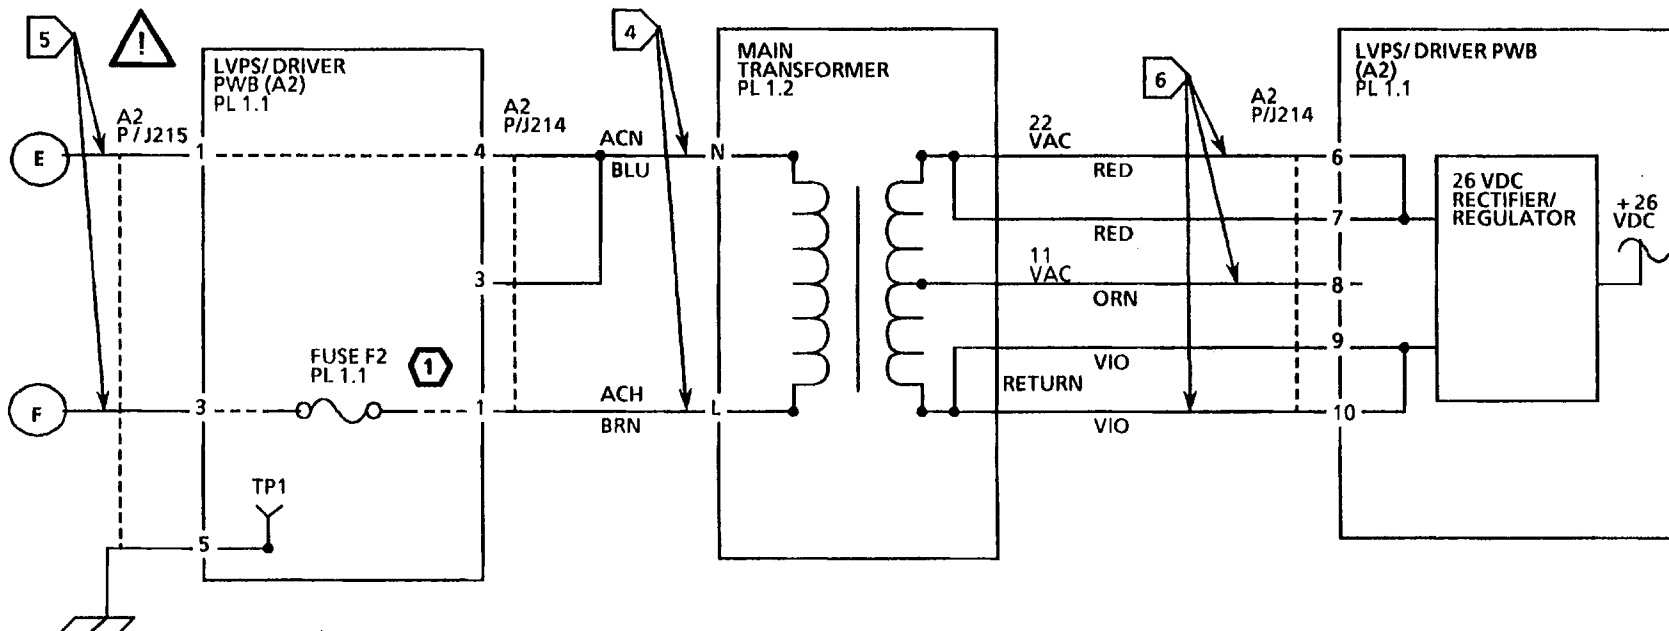 5
!
LVPS/ DRIVER
PWB (A2)
PL 1.1
A2
P / J215
E
1
F
3
FUSE F2
PL 1.1
1
TP1
5
A2
P/J214
4
3
1
ACN
BLU
ACH
BRN
4
MAIN
TRANSFORMER
PL 1.2
N
L
22
VAC
RED
RED
11
VAC
ORN
VIO
RETURN
VIO
6
A2
P/J214
6
7
8
9
10
LVPS/ DRIVER PWB
(A2)
PL 1.1
26 VDC
RECTIFIER/
REGULATOR
+ 26
VDC